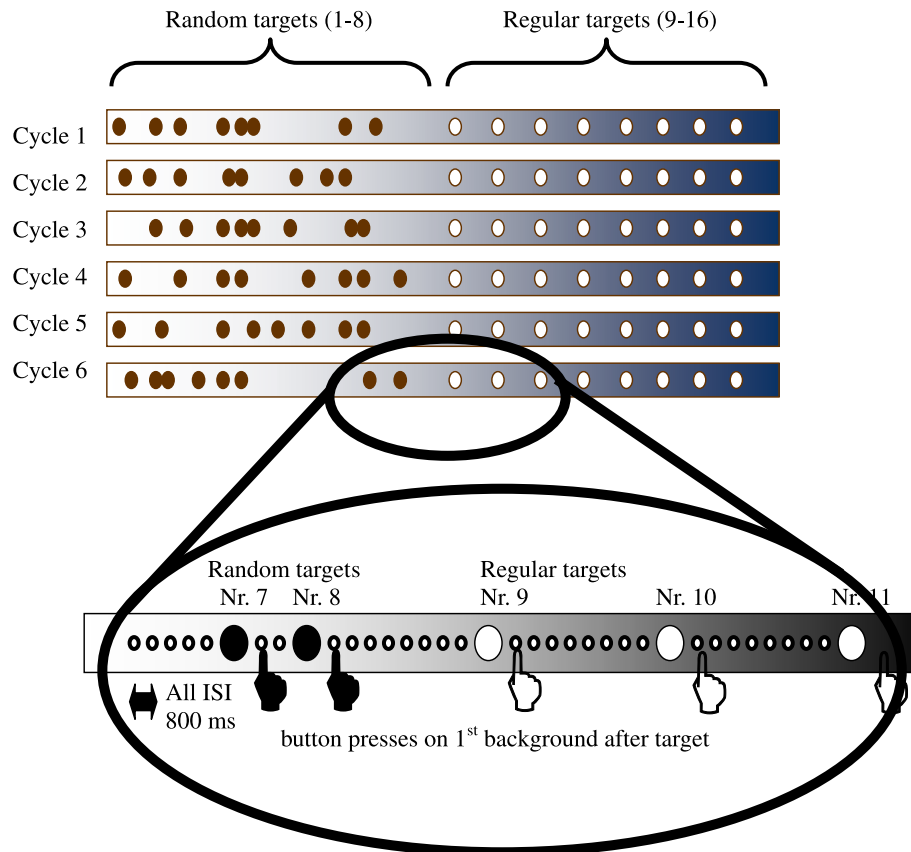 Random targets (1-8)
Regular targets (9-16)
Cycle 1
Cycle 2
Cycle 3
Cycle 4
Cycle 5
Cycle 6
Random targets
Regular targets
Nr. 7
Nr. 8
Nr. 9
Nr. 10
Nr. 11
All ISI
800 ms
button presses on 1st background after target